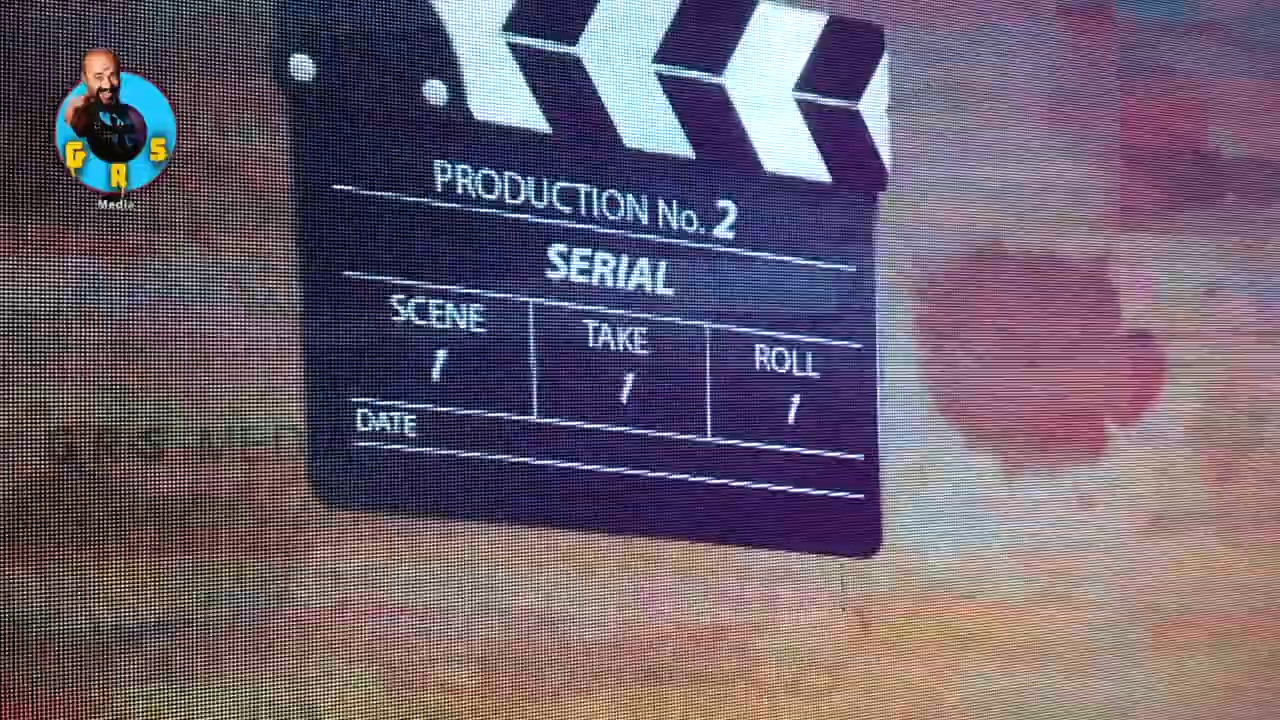 G R S
Media
PRODUCTION No. 2
SERIAL
SCENE TAKE ROLL
1 1 1
DATE